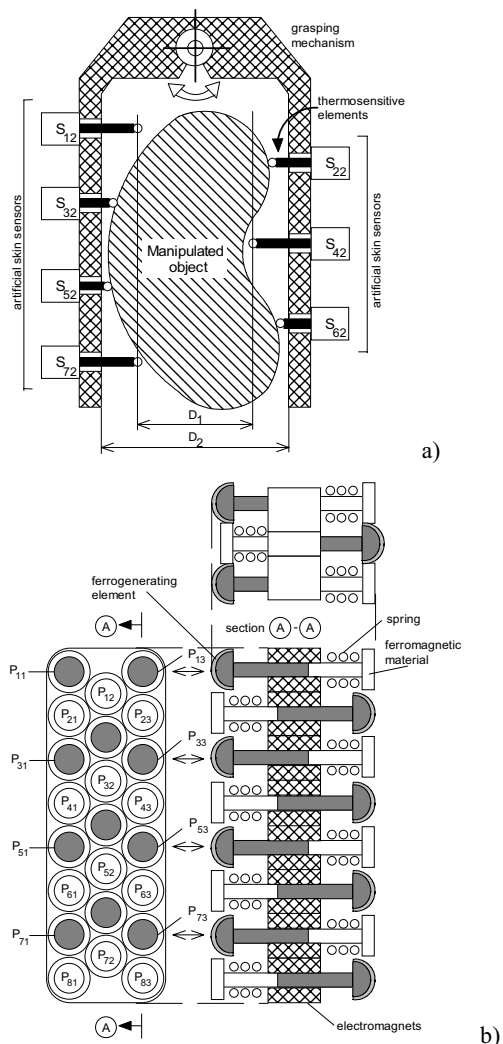 grasping
mechanism
thermosensitive
elements
artificial skin sensors
S12
S32
S52
S72
Manipulated
object
S22
S42
S62
artificial skin sensors
D1
D2
a)
ferrogenerating
element
section A - A
spring
ferromagnetic
material
A
P11
P13
P12
P21
P23
P31
P33
P32
P41
P43
P51
P53
P52
P61
P63
P71
P73
P72
P81
P83
A
electromagnets
b)